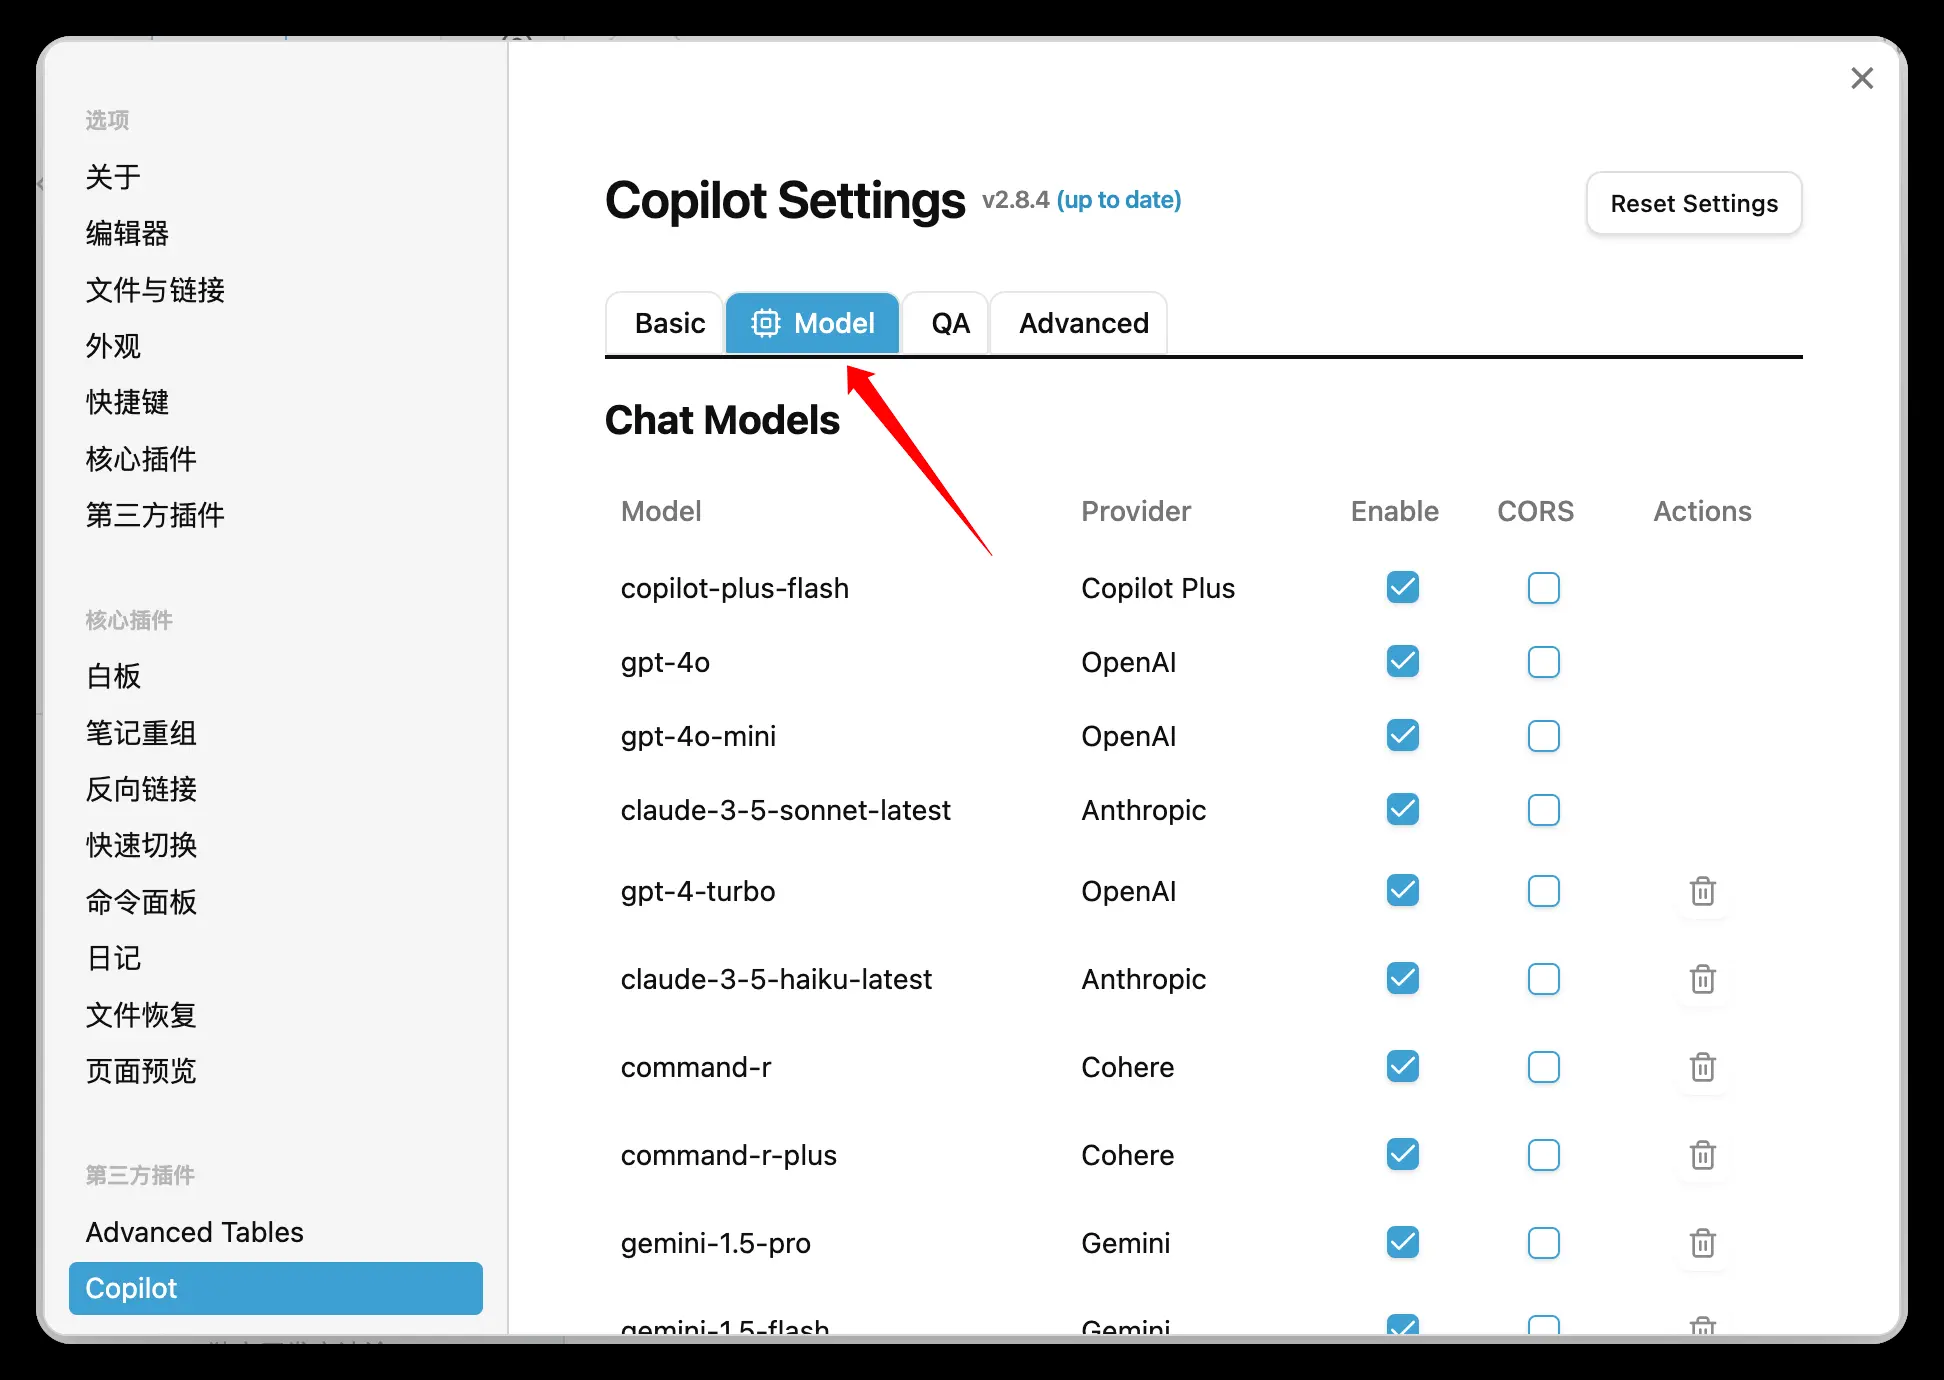 选项
关于
编辑器
文件与链接
外观
快捷键
核心插件
第三方插件
核心插件
白板
笔记重组
反向链接
快速切换
命令面板
日记
文件恢复
页面预览
第三方插件
Advanced Tables
Copilot
Copilot Settings v2.8.4 (up to date)
Reset Settings
Basic Model QA Advanced
Chat Models
Model Provider Enable CORS Actions
copilot-plus-flash Copilot Plus
gpt-4o OpenAI
gpt-4o-mini OpenAI
claude-3-5-sonnet-latest Anthropic
gpt-4-turbo OpenAI
claude-3-5-haiku-latest Anthropic
command-r Cohere
command-r-plus Cohere
gemini-1.5-pro Gemini
gemini-1.5-flash Gemini